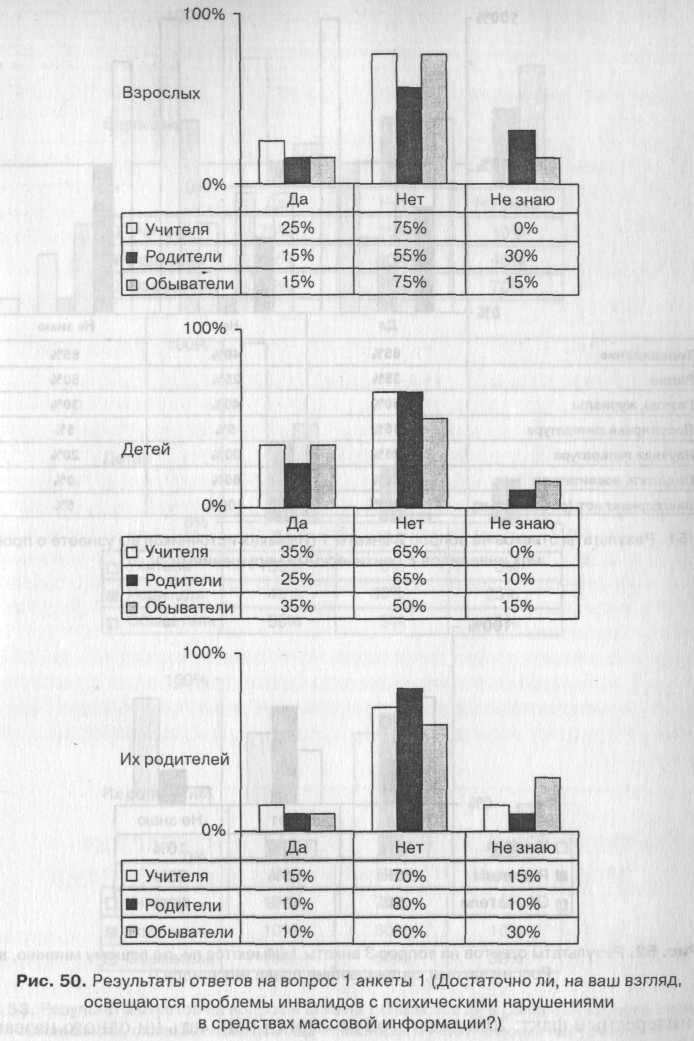 100%
Взрослых
0%
Да Нет Не знаю
Учителя 25% 75% 0%
Родители 15% 55% 30%
Обыватели 15% 75% 15%
100%
Детей
0%
Да Нет Не знаю
Учителя 35% 65% 0%
Родители 25% 65% 10%
Обыватели 35% 50% 15%
100%
Их родителей
0%
Да Нет Не знаю
Учителя 15% 70% 15%
Родители 10% 80% 10%
Обыватели 10% 60% 30%
Рис. 50. Результаты ответов на вопрос 1 анкеты 1 (Достаточно ли, на ваш взгляд,
освещаются проблемы инвалидов с психическими нарушениями
в средствах массовой информации?)